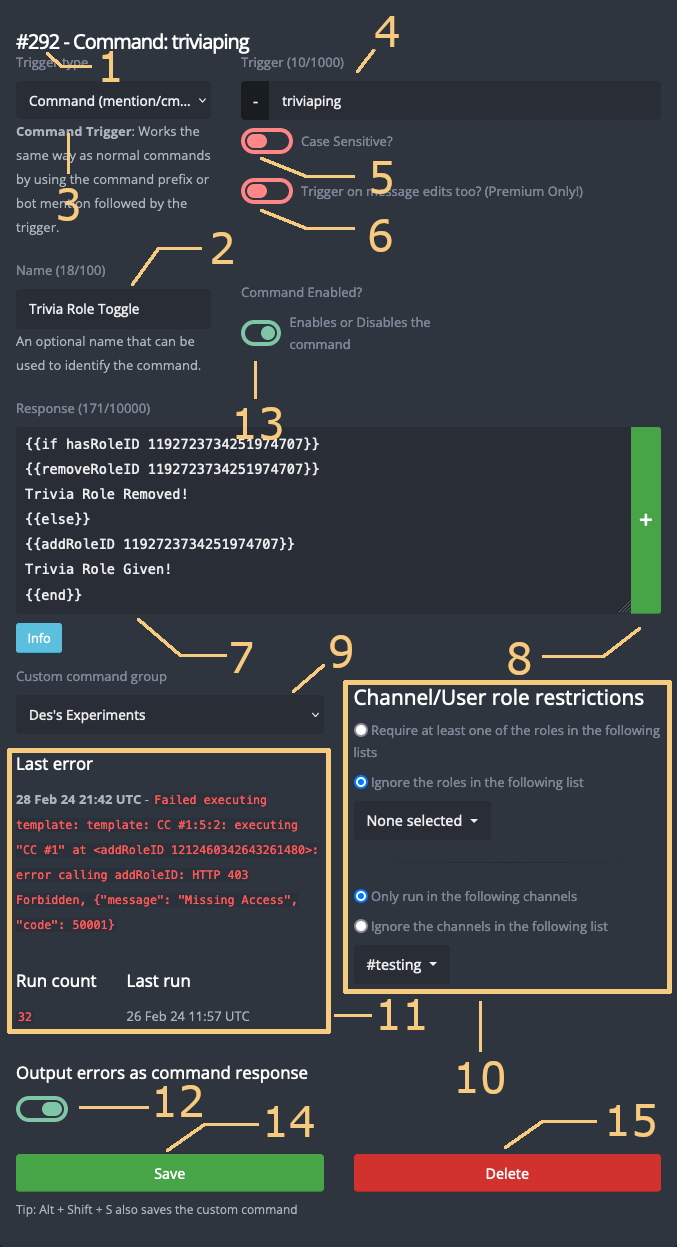 #292 - Command: triviaping
4
Trigger type
1
Trigger (10/1000)
Command (mention/cm...
-
triviaping
Command Trigger: Works the
same way as normal commands
by using the command prefix or
bot mention followed by the
trigger.
3
Case Sensitive?
5
Trigger on message edits too? (Premium Only!)
6
2
Name (18/100)
Trivia Role Toggle
An optional name that can be
used to identify the command.
Command Enabled?
Enables or Disables the
command
13
Response (171/10000)
{{if hasRoleID 1192723734251974707}}
{{removeRoleID 1192723734251974707}}
Trivia Role Removed!
{{else}}
{{addRoleID 1192723734251974707}}
Trivia Role Given!
{{end}}
+
Info
7
8
9
Custom command group
Des's Experiments
Channel/User role restrictions
Require at least one of the roles in the following
lists
Ignore the roles in the following list
None selected
Only run in the following channels
Ignore the channels in the following list
#testing
10
Last error
28 Feb 24 21:42 UTC - Failed executing
template: template: CC #1:5:2: executing
"CC #1" at <addRoleID 1212460342643261480>:
error calling addRoleID: HTTP 403
Forbidden, {"message": "Missing Access",
"code": 50001}
Run count
Last run
32
26 Feb 24 11:57 UTC
11
Output errors as command response
12
14
15
Save
Delete
Tip: Alt + Shift + S also saves the custom command